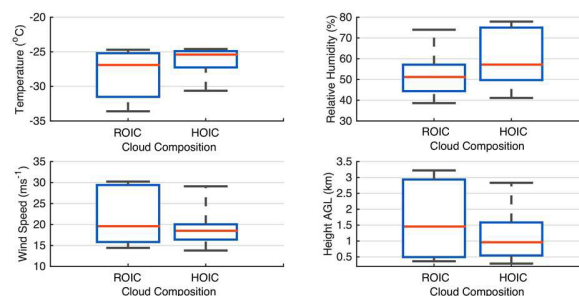 -20
-25
-30
-35
Temperature (°C)
ROIC HOIC
Cloud Composition
80
70
60
50
40
30
Relative Humidity (%)
ROIC HOIC
Cloud Composition
35
30
25
20
15
10
Wind Speed (ms⁻¹)
ROIC HOIC
Cloud Composition
3.5
3
2.5
2
1.5
1
0.5
Height AGL (km)
ROIC HOIC
Cloud Composition